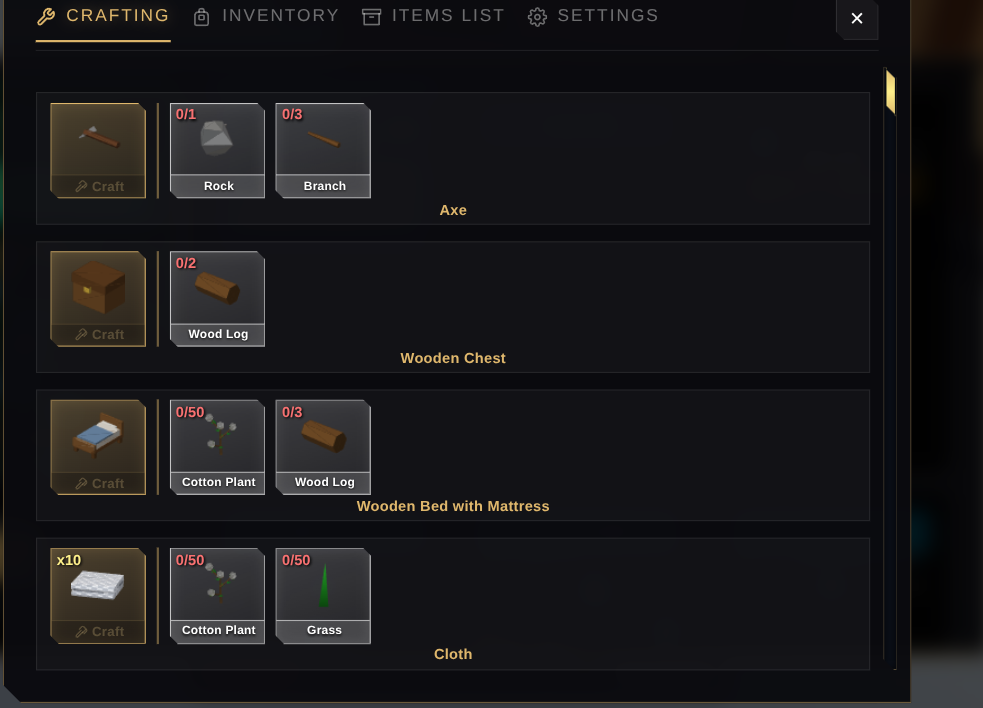 CRAFTING INVENTORY ITEMS LIST SETTINGS
0/1 0/3
Craft Rock Branch
Axe
0/2
Craft Wood Log
Wooden Chest
0/50 0/3
Craft Cotton Plant Wood Log
Wooden Bed with Mattress
x10 0/50 0/50
Craft Cotton Plant Grass
Cloth